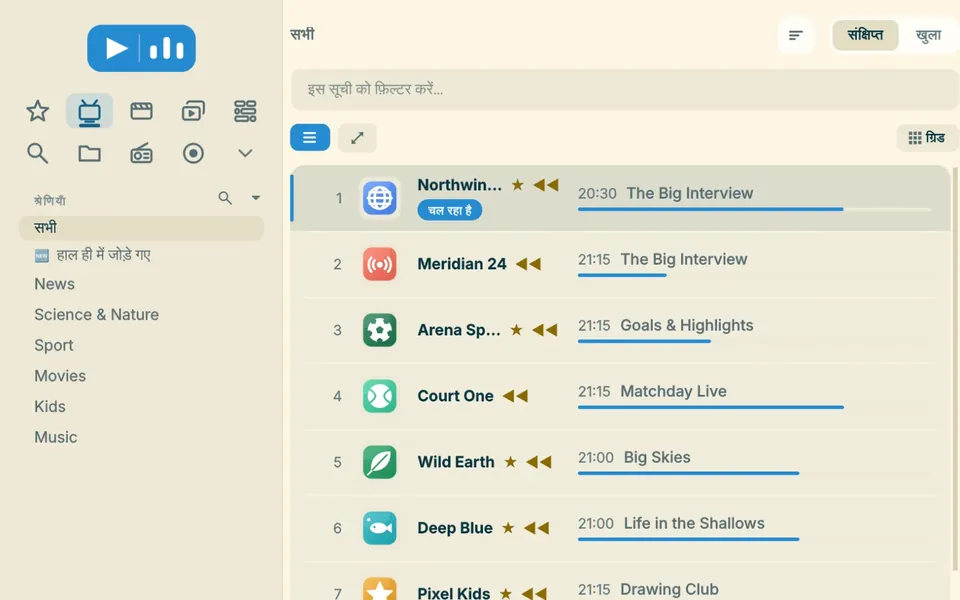 श्रेणियाँ
सभी
हाल ही में जोड़े गए
News
Science & Nature
Sport
Movies
Kids
Music
सभी
संक्षिप्त
खुला
इस सूची को फ़िल्टर करें...
ग्रिड
1 Northwin... 20:30 The Big Interview
चल रहा है
2 Meridian 24 21:15 The Big Interview
3 Arena Sp... 21:15 Goals & Highlights
4 Court One 21:15 Matchday Live
5 Wild Earth 21:00 Big Skies
6 Deep Blue 21:00 Life in the Shallows
7 Pixel Kids 21:15 Drawing Club